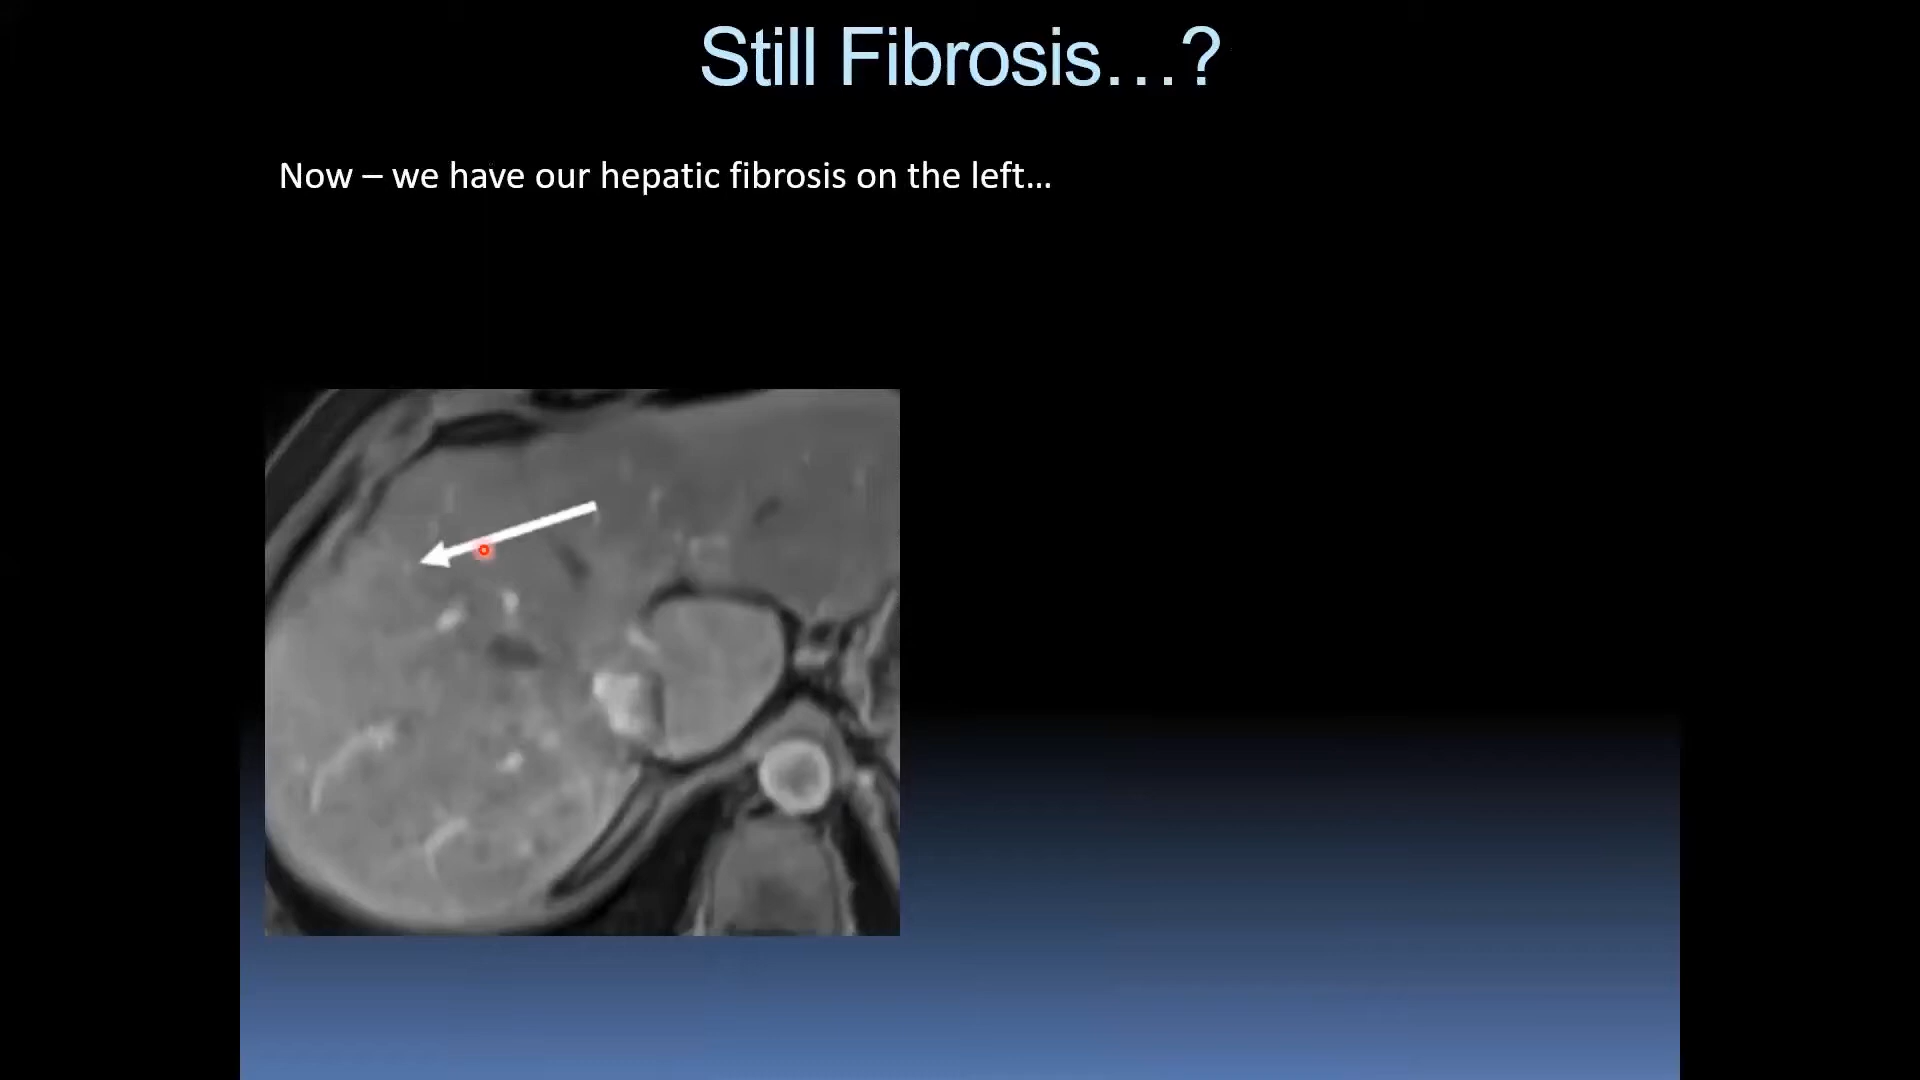 Still Fibrosis…?
Now – we have our hepatic fibrosis on the left…